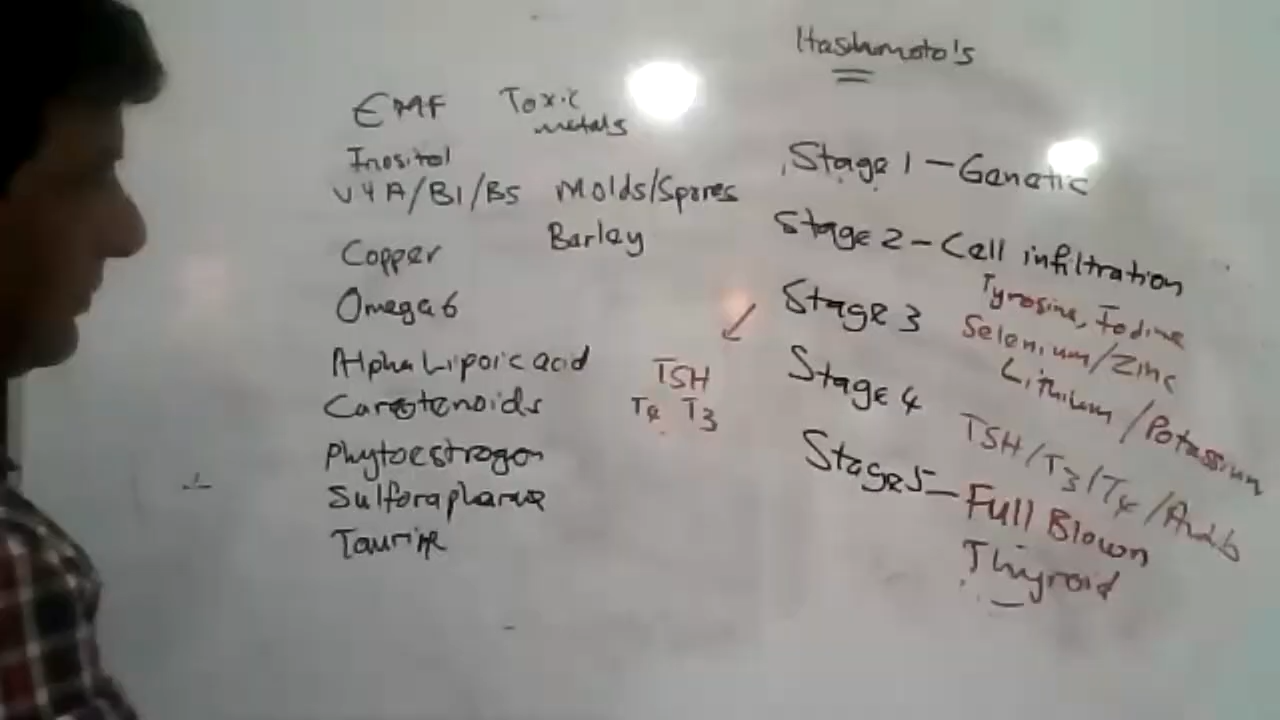 Hashmoto's
EMF Toxic
metals
Inositol
V4A/B1/B5 Molds/Spores
Barley
Copper
Omega 6
Alpha Lipoic acid
Carotenoids
Phytoestrogen
Sulforaphane
Taurine
TSH
T4 T3
Stage 1 - Genetic
Stage 2 - Cell infiltration
Stage 3 Tyrosine, Iodine
Selenium/Zinc
Lithium/Potassium
Stage 4 TSH/T3/T4/Antib
Stage 5 - Full Blown
Thyroid